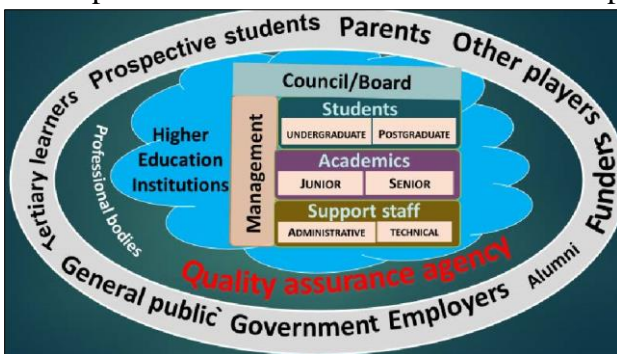 Prospective students
Parents
Other players
Funders
Alumni
Employers
Government
General public`
Tertiary learners
Professional bodies
Higher
Education
Institutions
Council/Board
Management
Students
UNDERGRADUATE
POSTGRADUATE
Academics
JUNIOR
SENIOR
Support staff
ADMINISTRATIVE
TECHNICAL
Quality assurance agency